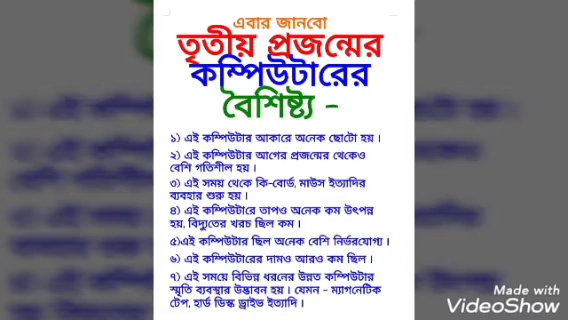 এবার জানবো
তৃতীয় প্রজন্মের
কম্পিউটারের
বৈশিষ্ট্য –
১) এই কম্পিউটার আকারে অনেক ছোটো হয় ।
২) এই কম্পিউটার আগের প্রজন্মের থেকেও
বেশি গতিশীল হয় ।
৩) এই সময় থেকে কি-বোর্ড, মাউস ইত্যাদির
ব্যবহার শুরু হয় ।
৪) এই কম্পিউটারে তাপও অনেক কম উৎপন্ন
হয়, বিদ্যুতের খরচ ছিল কম ।
৫)এই কম্পিউটার ছিল অনেক বেশি নির্ভরযোগ্য ।
৬) এই কম্পিউটারের দামও আরও কম ছিল ।
৭) এই সময়ে বিভিন্ন ধরনের উন্নত কম্পিউটার
স্মৃতি ব্যবস্থার উদ্ভাবন হয় । যেমন – ম্যাগনেটিক
টেপ, হার্ড ডিস্ক ড্রাইভ ইত্যাদি ।
Made with
VideoShow